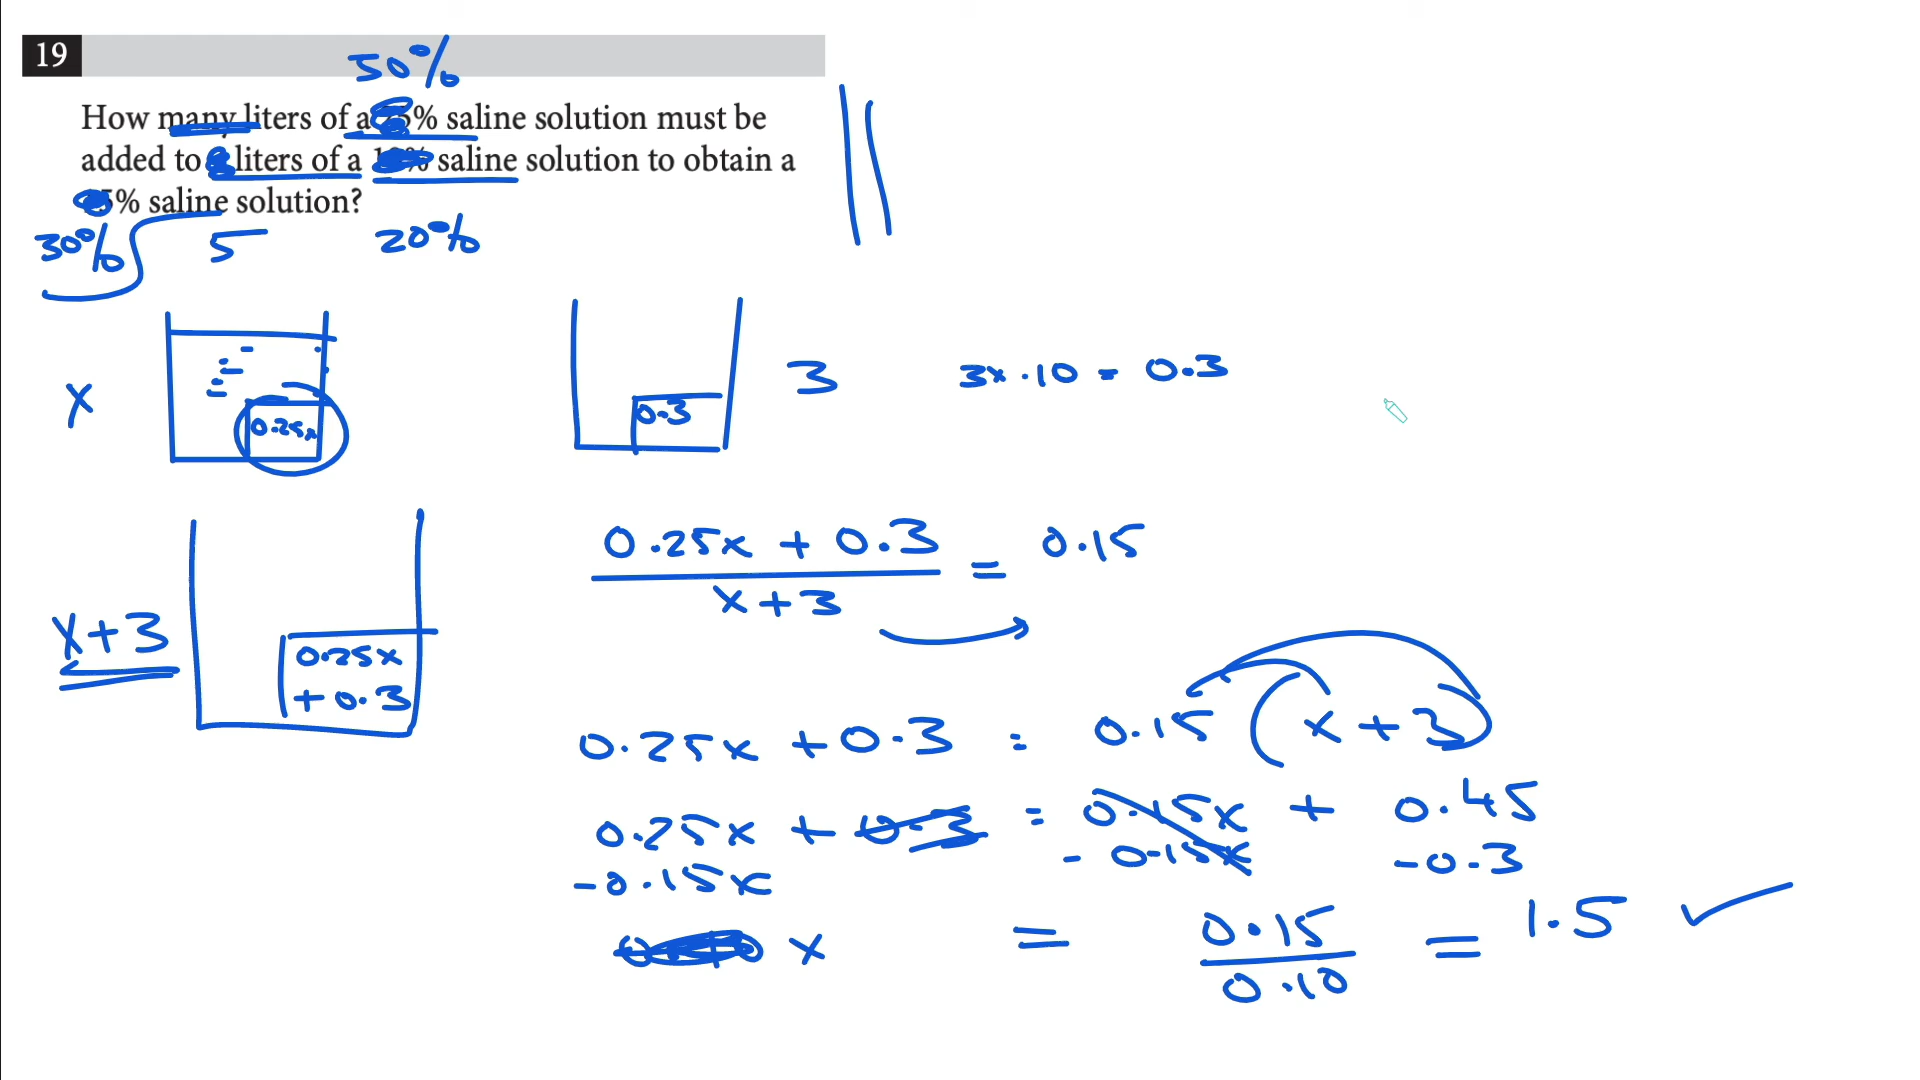 19
50%
How many liters of a 5% saline solution must be
added to liters of a % saline solution to obtain a
5% saline solution?
30% 5 20%
x 0.25x 0.3 3 3x.10 = 0.3
0.25x + 0.3 = 0.15
x+3
x+3 0.25x
+ 0.3
0.25x + 0.3 = 0.15 (x + 3)
0.25x + 0.3 = 0.15x + 0.45
-0.15x - 0.15x -0.3
x = 0.15 = 1.5
0.10